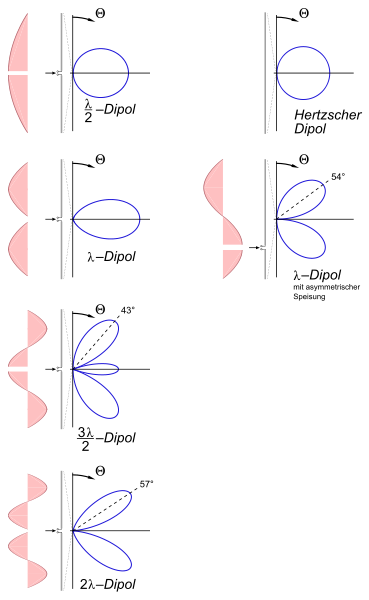 Θ
λ/2 –Dipol
Θ
Hertzscher
Dipol
Θ
λ–Dipol
Θ
54°
λ–Dipol
mit asymmetrischer
Speisung
Θ
43°
3λ/2 –Dipol
Θ
57°
2λ–Dipol